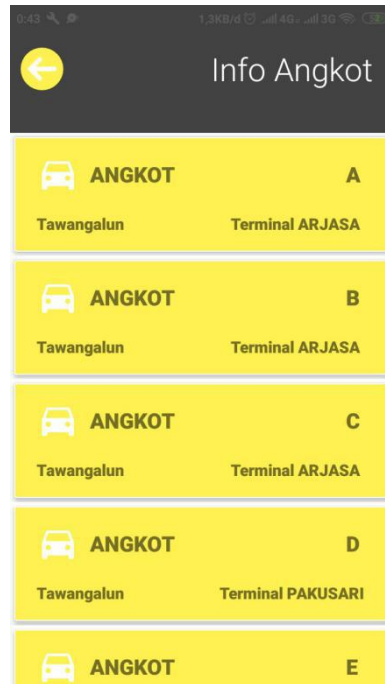 0:43
1,3KB/d 4G 3G
Info Angkot
ANGKOT A
Tawangalun Terminal ARJASA
ANGKOT B
Tawangalun Terminal ARJASA
ANGKOT C
Tawangalun Terminal ARJASA
ANGKOT D
Tawangalun Terminal PAKUSARI
ANGKOT E